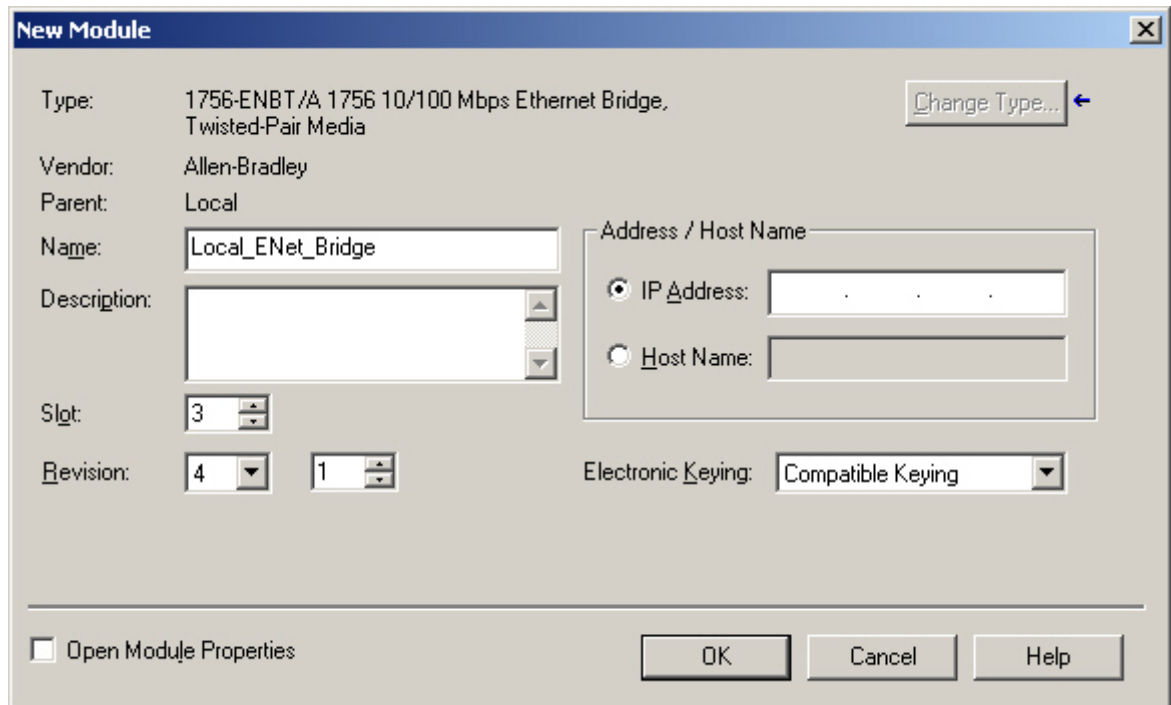 New Module
Type: 1756-ENBT/A 1756 10/100 Mbps Ethernet Bridge,
Twisted-Pair Media
Change Type...
Vendor: Allen-Bradley
Parent: Local
Name: Local_ENet_Bridge
Address / Host Name
Description:
IP Address: . . .
Host Name:
Slot: 3
Revision: 4 1
Electronic Keying: Compatible Keying
Open Module Properties
OK Cancel Help